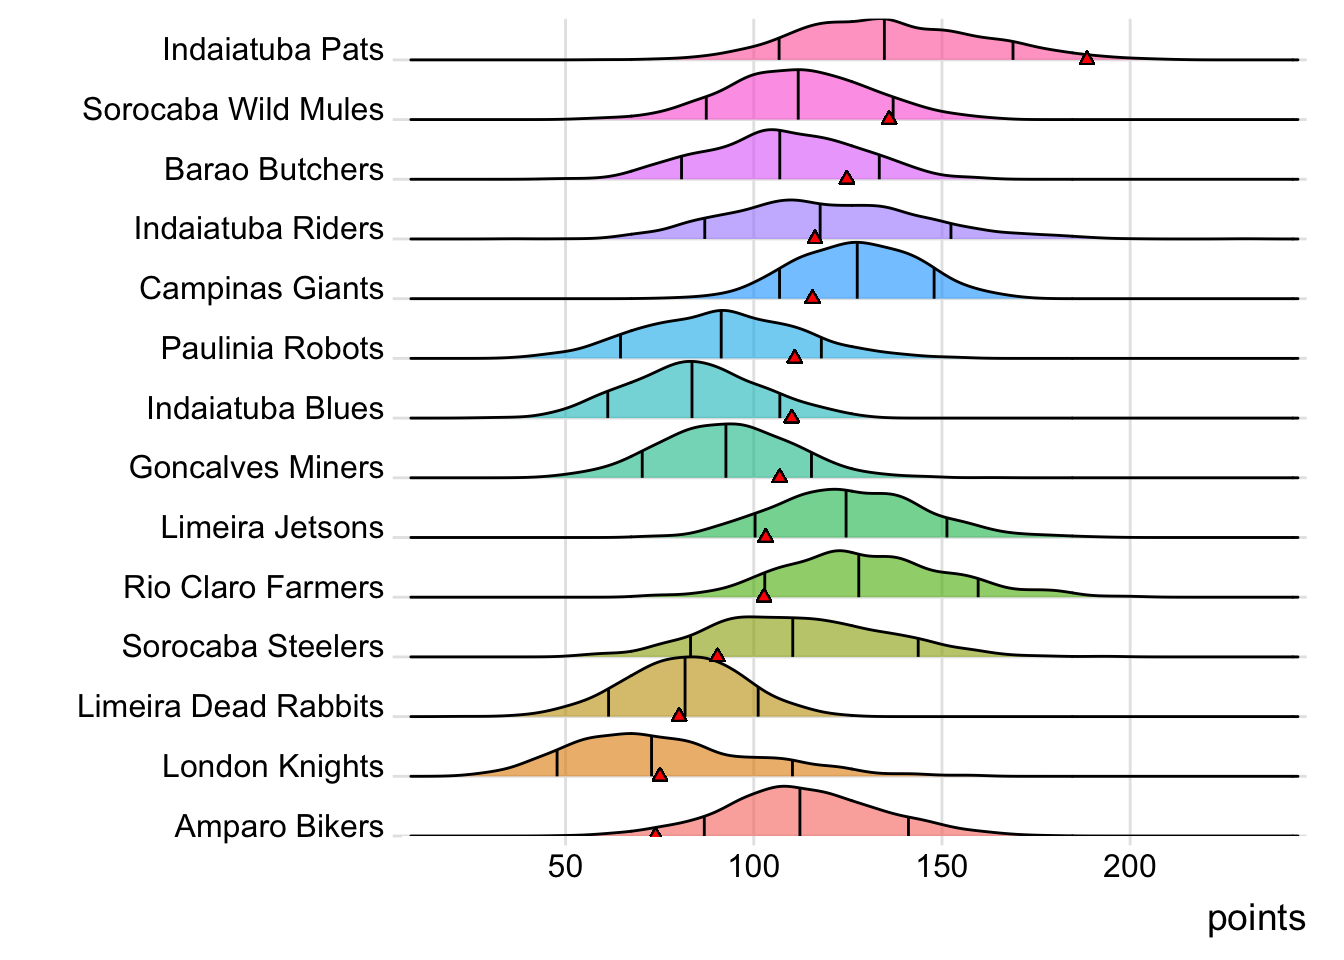 Indaiatuba Pats
Sorocaba Wild Mules
Barao Butchers
Indaiatuba Riders
Campinas Giants
Paulinia Robots
Indaiatuba Blues
Goncalves Miners
Limeira Jetsons
Rio Claro Farmers
Sorocaba Steelers
Limeira Dead Rabbits
London Knights
Amparo Bikers
50 100 150 200
points